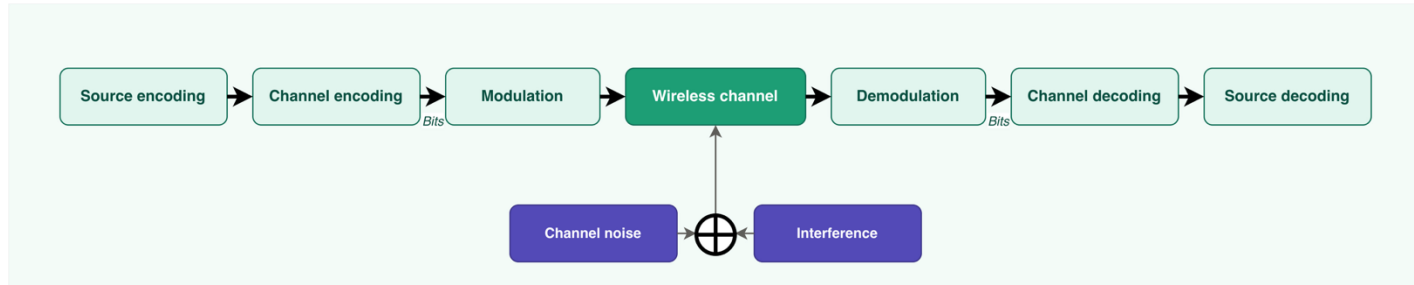 Source encoding
Channel encoding
Bits
Modulation
Wireless channel
Demodulation
Bits
Channel decoding
Source decoding
Channel noise
Interference